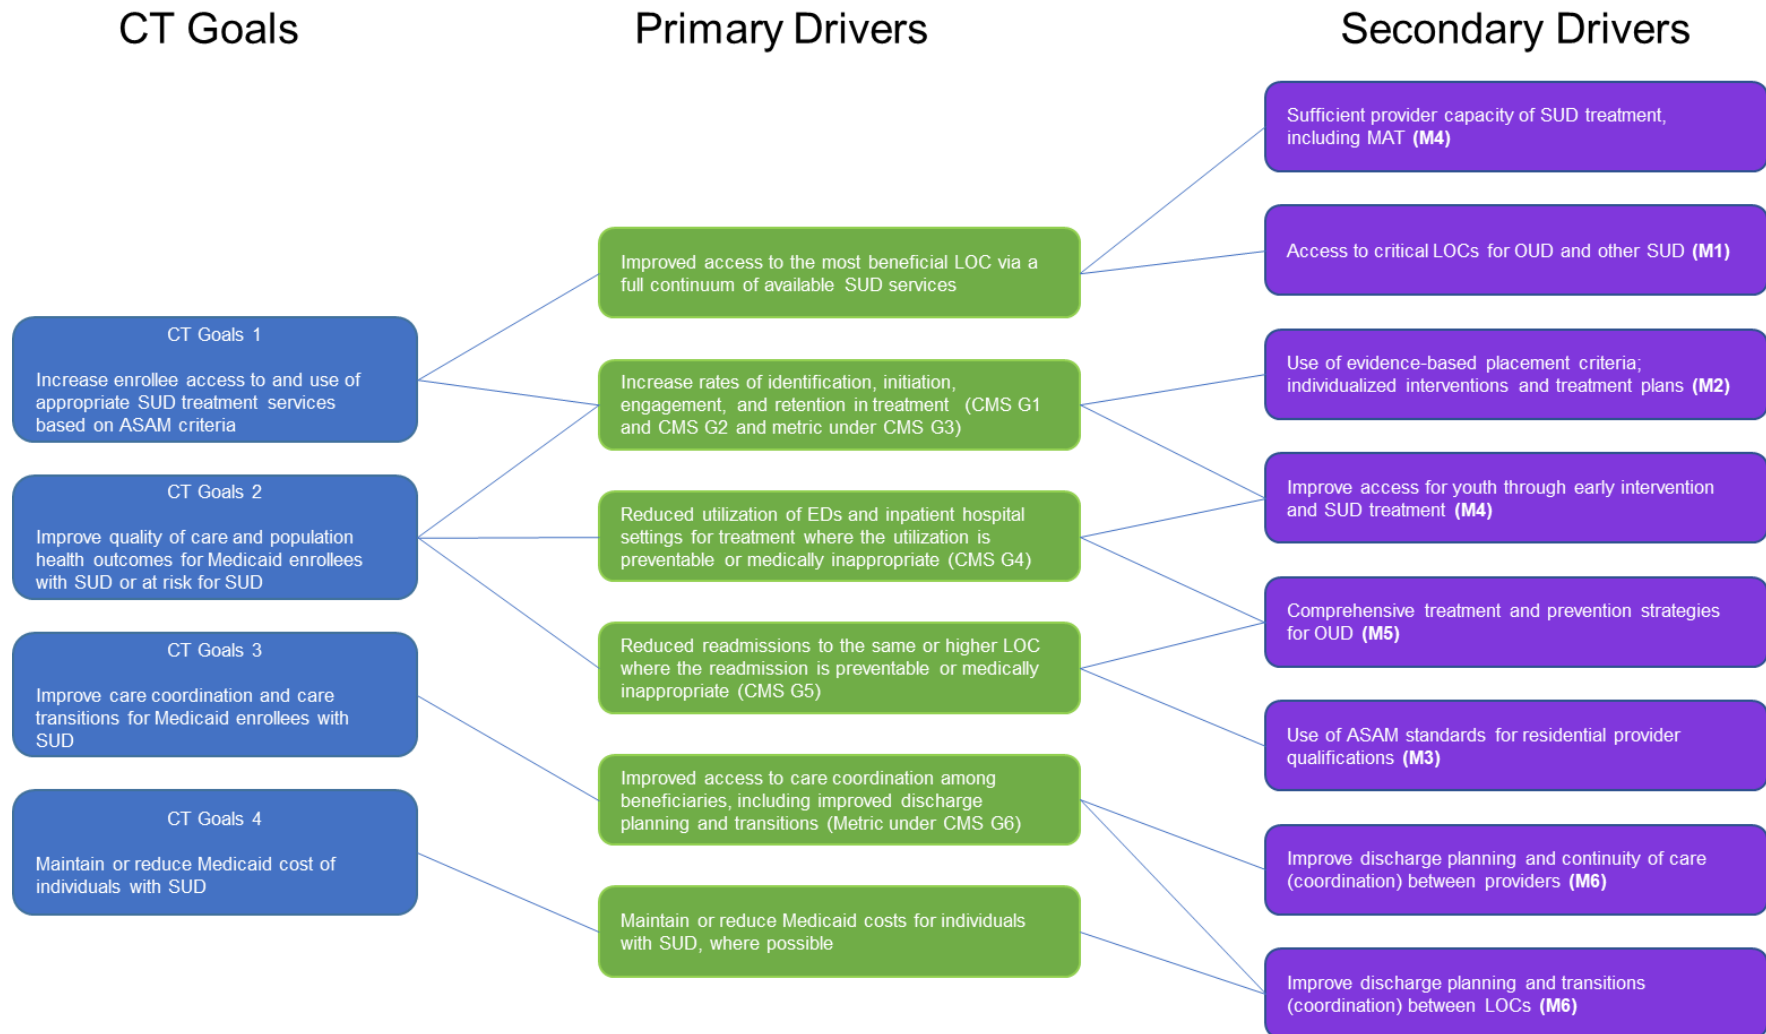 CT Goals
Primary Drivers
Secondary Drivers
CT Goals 1
Increase enrollee access to and use of
appropriate SUD treatment services
based on ASAM criteria
CT Goals 2
Improve quality of care and population
health outcomes for Medicaid enrollees
with SUD or at risk for SUD
CT Goals 3
Improve care coordination and care
transitions for Medicaid enrollees with
SUD
CT Goals 4
Maintain or reduce Medicaid cost of
individuals with SUD
Improved access to the most beneficial LOC via a
full continuum of available SUD services
Increase rates of identification, initiation,
engagement, and retention in treatment (CMS G1
and CMS G2 and metric under CMS G3)
Reduced utilization of EDs and inpatient hospital
settings for treatment where the utilization is
preventable or medically inappropriate (CMS G4)
Reduced readmissions to the same or higher LOC
where the readmission is preventable or medically
inappropriate (CMS G5)
Improved access to care coordination among
beneficiaries, including improved discharge
planning and transitions (Metric under CMS G6)
Maintain or reduce Medicaid costs for individuals
with SUD, where possible
Sufficient provider capacity of SUD treatment,
including MAT (M4)
Access to critical LOCs for OUD and other SUD (M1)
Use of evidence-based placement criteria;
individualized interventions and treatment plans (M2)
Improve access for youth through early intervention
and SUD treatment (M4)
Comprehensive treatment and prevention strategies
for OUD (M5)
Use of ASAM standards for residential provider
qualifications (M3)
Improve discharge planning and continuity of care
(coordination) between providers (M6)
Improve discharge planning and transitions
(coordination) between LOCs (M6)